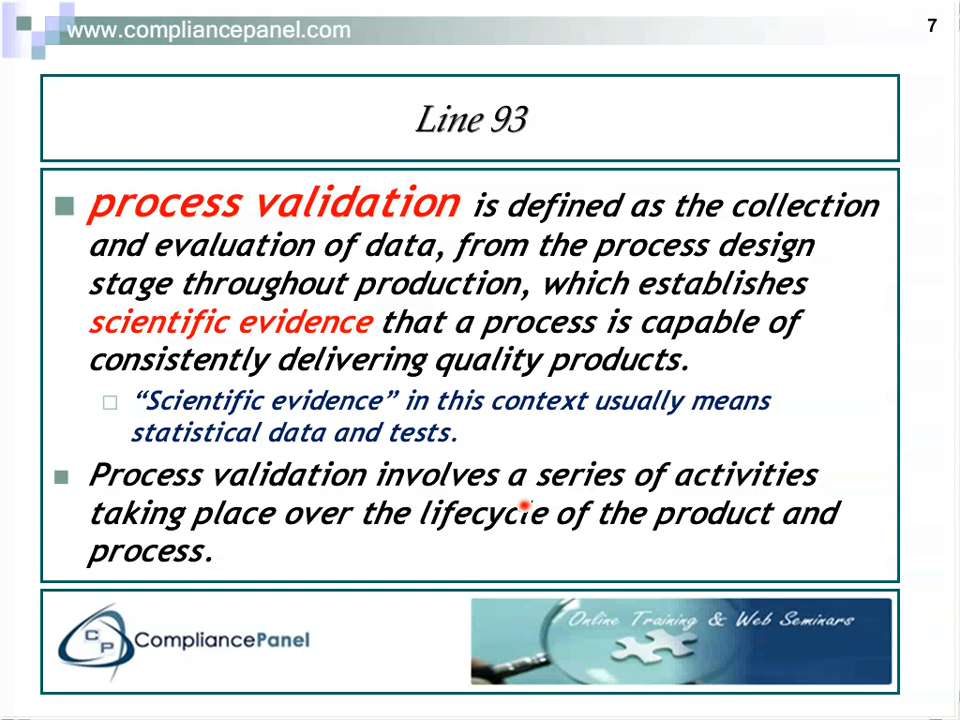 www.compliancepanel.com
7
Line 93
process validation is defined as the collection
and evaluation of data, from the process design
stage throughout production, which establishes
scientific evidence that a process is capable of
consistently delivering quality products.
“Scientific evidence” in this context usually means
statistical data and tests.
Process validation involves a series of activities
taking place over the lifecycle of the product and
process.
CP CompliancePanel
Online Training & Web Seminars